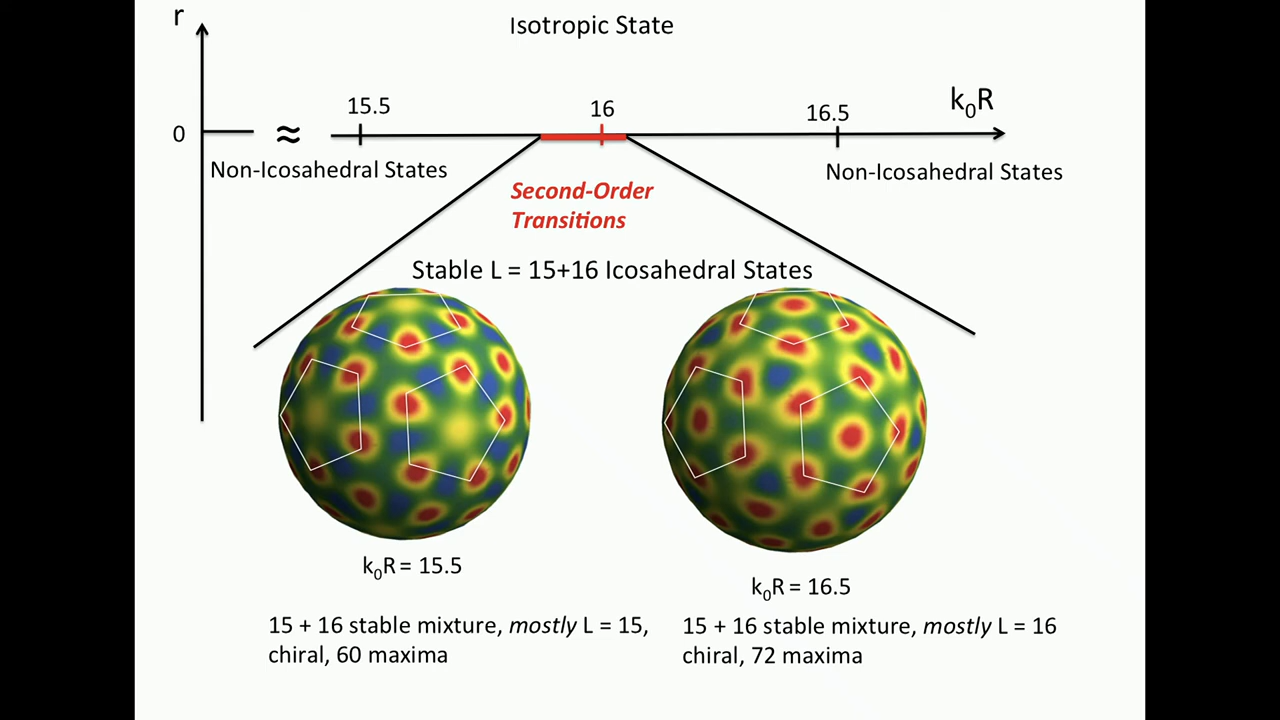 r
Isotropic State
15.5
16
16.5
k₀R
0
≈
Non-Icosahedral States
Non-Icosahedral States
Second-Order
Transitions
Stable L = 15+16 Icosahedral States
k₀R = 15.5
k₀R = 16.5
15 + 16 stable mixture, mostly L = 15,
chiral, 60 maxima
15 + 16 stable mixture, mostly L = 16
chiral, 72 maxima